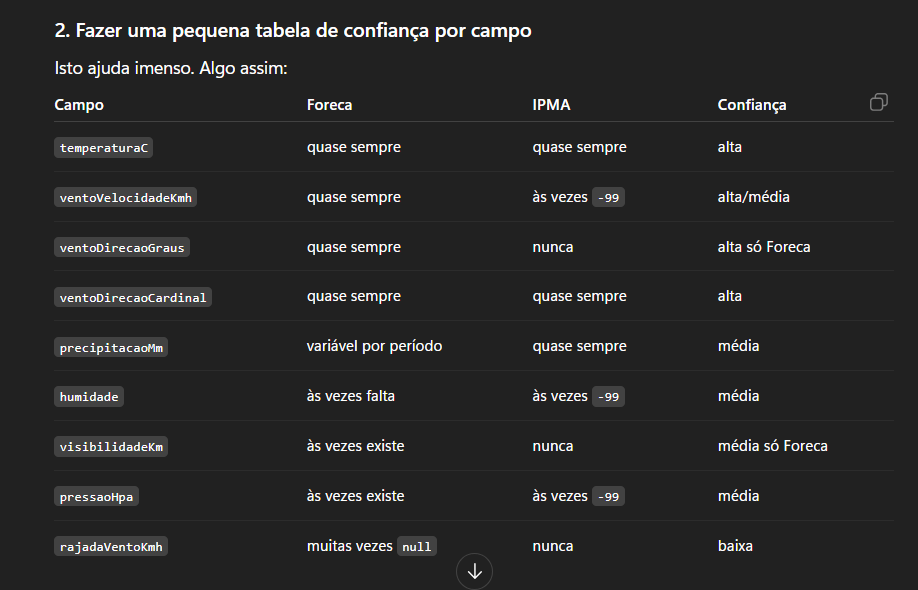 2. Fazer uma pequena tabela de confiança por campo
Isto ajuda imenso. Algo assim:
Campo Foreca IPMA Confiança
temperaturaC quase sempre quase sempre alta
ventoVelocidadeKmh quase sempre às vezes -99 alta/média
ventoDirecaoGraus quase sempre nunca alta só Foreca
ventoDirecaoCardinal quase sempre quase sempre alta
precipitacaoMm variável por período quase sempre média
humidade às vezes falta às vezes -99 média
visibilidadeKm às vezes existe nunca média só Foreca
pressaoHpa às vezes existe às vezes -99 média
rajadaVentoKmh muitas vezes null nunca baixa